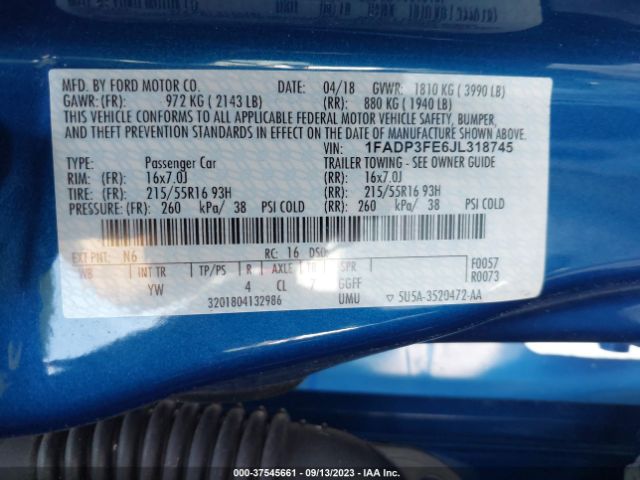 MFD. BY FORD MOTOR CO. DATE: 04/18 GVWR: 1810 KG ( 3990 LB)
GAWR: (FR): 972 KG ( 2143 LB) (RR): 880 KG ( 1940 LB)
THIS VEHICLE CONFORMS TO ALL APPLICABLE FEDERAL MOTOR VEHICLE SAFETY, BUMPER,
AND THEFT PREVENTION STANDARDS IN EFFECT ON THE DATE OF MANUFACTURE SHOWN ABOVE.
VIN: 1FADP3FE6JL318745
TYPE: Passenger Car TRAILER TOWING - SEE OWNER GUIDE
RIM: (FR): 16x7.0J (RR): 16x7.0J
TIRE: (FR): 215/55R16 93H (RR): 215/55R16 93H
PRESSURE: (FR): 260 kPa/ 38 PSI COLD (RR): 260 kPa/ 38 PSI COLD
EXT PNT: N6 RC: 16 DSO: F0057
WB INT TR TP/PS R AXLE TR SPR R0073
YW 4 CL 7 GGFF
3201804132986 UMU ▽ 5U5A-3520472-AA
000-37545661 - 09/13/2023 - IAA Inc.